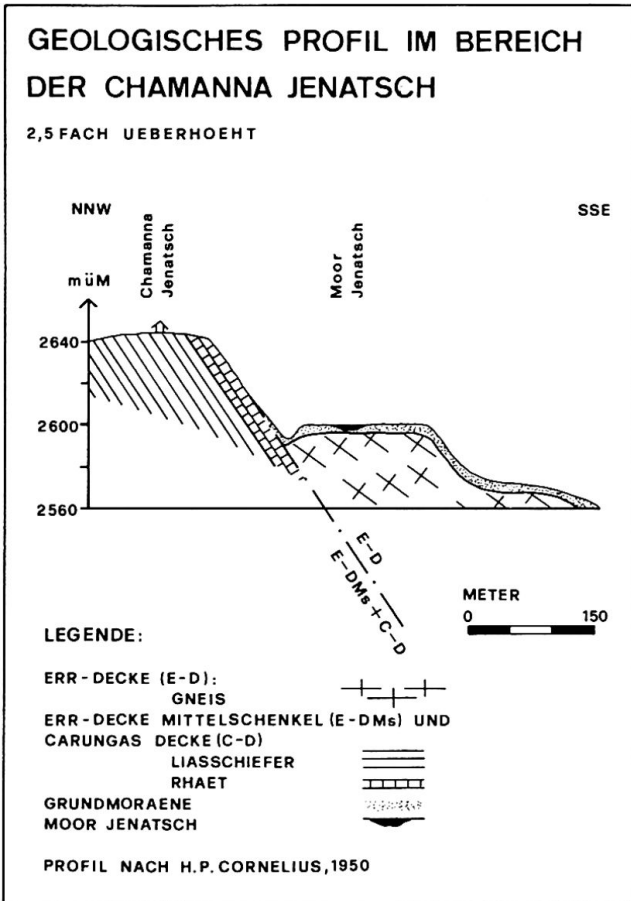 GEOLOGISCHES PROFIL IM BEREICH
DER CHAMANNA JENATSCH
2,5 FACH UEBERHOEHT
NNW
SSE
Chamanna
Jenatsch
Moor
Jenatsch
müM
2640
2600
2560
E-D
E-DMs + C-D
METER
0 150
LEGENDE:
ERR-DECKE (E-D):
GNEIS
ERR-DECKE MITTELSCHENKEL (E-DMs) UND
CARUNGAS DECKE (C-D)
LIASSCHIEFER
RHAET
GRUNDMORAENE
MOOR JENATSCH
PROFIL NACH H.P. CORNELIUS, 1950